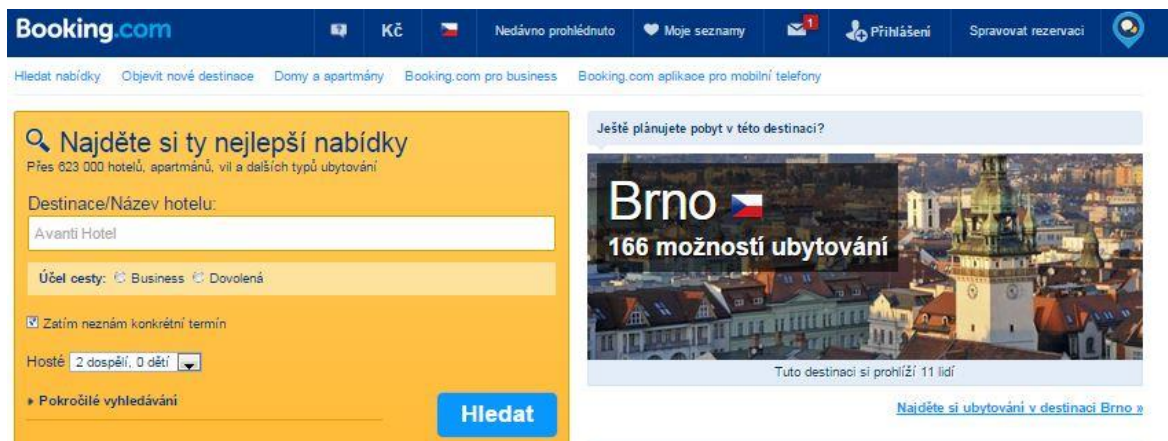 Booking.com
Kč
Nedávno prohlédnuto
Moje seznamy
1
Přihlášení
Spravovat rezervaci
Hledat nabídky
Objevit nové destinace
Domy a apartmány
Booking.com pro business
Booking.com aplikace pro mobilní telefony
Najděte si ty nejlepší nabídky
Přes 623 000 hotelů, apartmánů, vil a dalších typů ubytování
Destinace/Název hotelu:
Avanti Hotel
Účel cesty: Business Dovolená
Zatím neznám konkrétní termín
Hosté 2 dospělí, 0 dětí
Pokročilé vyhledávání
Hledat
Ještě plánujete pobyt v této destinaci?
Brno
166 možností ubytování
Tuto destinaci si prohlíží 11 lidí
Najděte si ubytování v destinaci Brno »